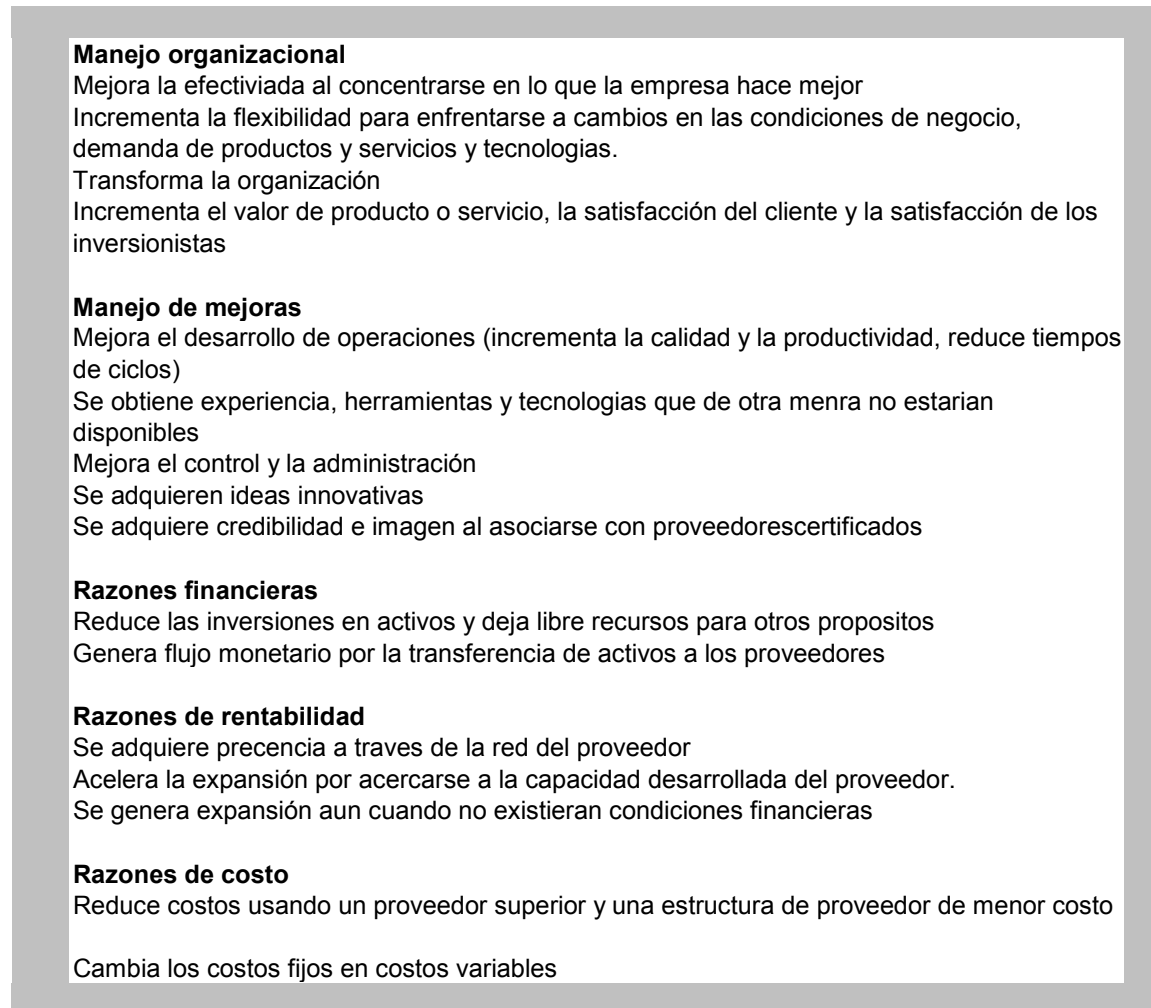 Manejo organizacional
Mejora la efectiviada al concentrarse en lo que la empresa hace mejor
Incrementa la flexibilidad para enfrentarse a cambios en las condiciones de negocio,
demanda de productos y servicios y tecnologias.
Transforma la organización
Incrementa el valor de producto o servicio, la satisfacción del cliente y la satisfacción de los
inversionistas
Manejo de mejoras
Mejora el desarrollo de operaciones (incrementa la calidad y la productividad, reduce tiempos
de ciclos)
Se obtiene experiencia, herramientas y tecnologias que de otra menra no estarian
disponibles
Mejora el control y la administración
Se adquieren ideas innovativas
Se adquiere credibilidad e imagen al asociarse con proveedorescertificados
Razones financieras
Reduce las inversiones en activos y deja libre recursos para otros propositos
Genera flujo monetario por la transferencia de activos a los proveedores
Razones de rentabilidad
Se adquiere precencia a traves de la red del proveedor
Acelera la expansión por acercarse a la capacidad desarrollada del proveedor.
Se genera expansión aun cuando no existieran condiciones financieras
Razones de costo
Reduce costos usando un proveedor superior y una estructura de proveedor de menor costo
Cambia los costos fijos en costos variables